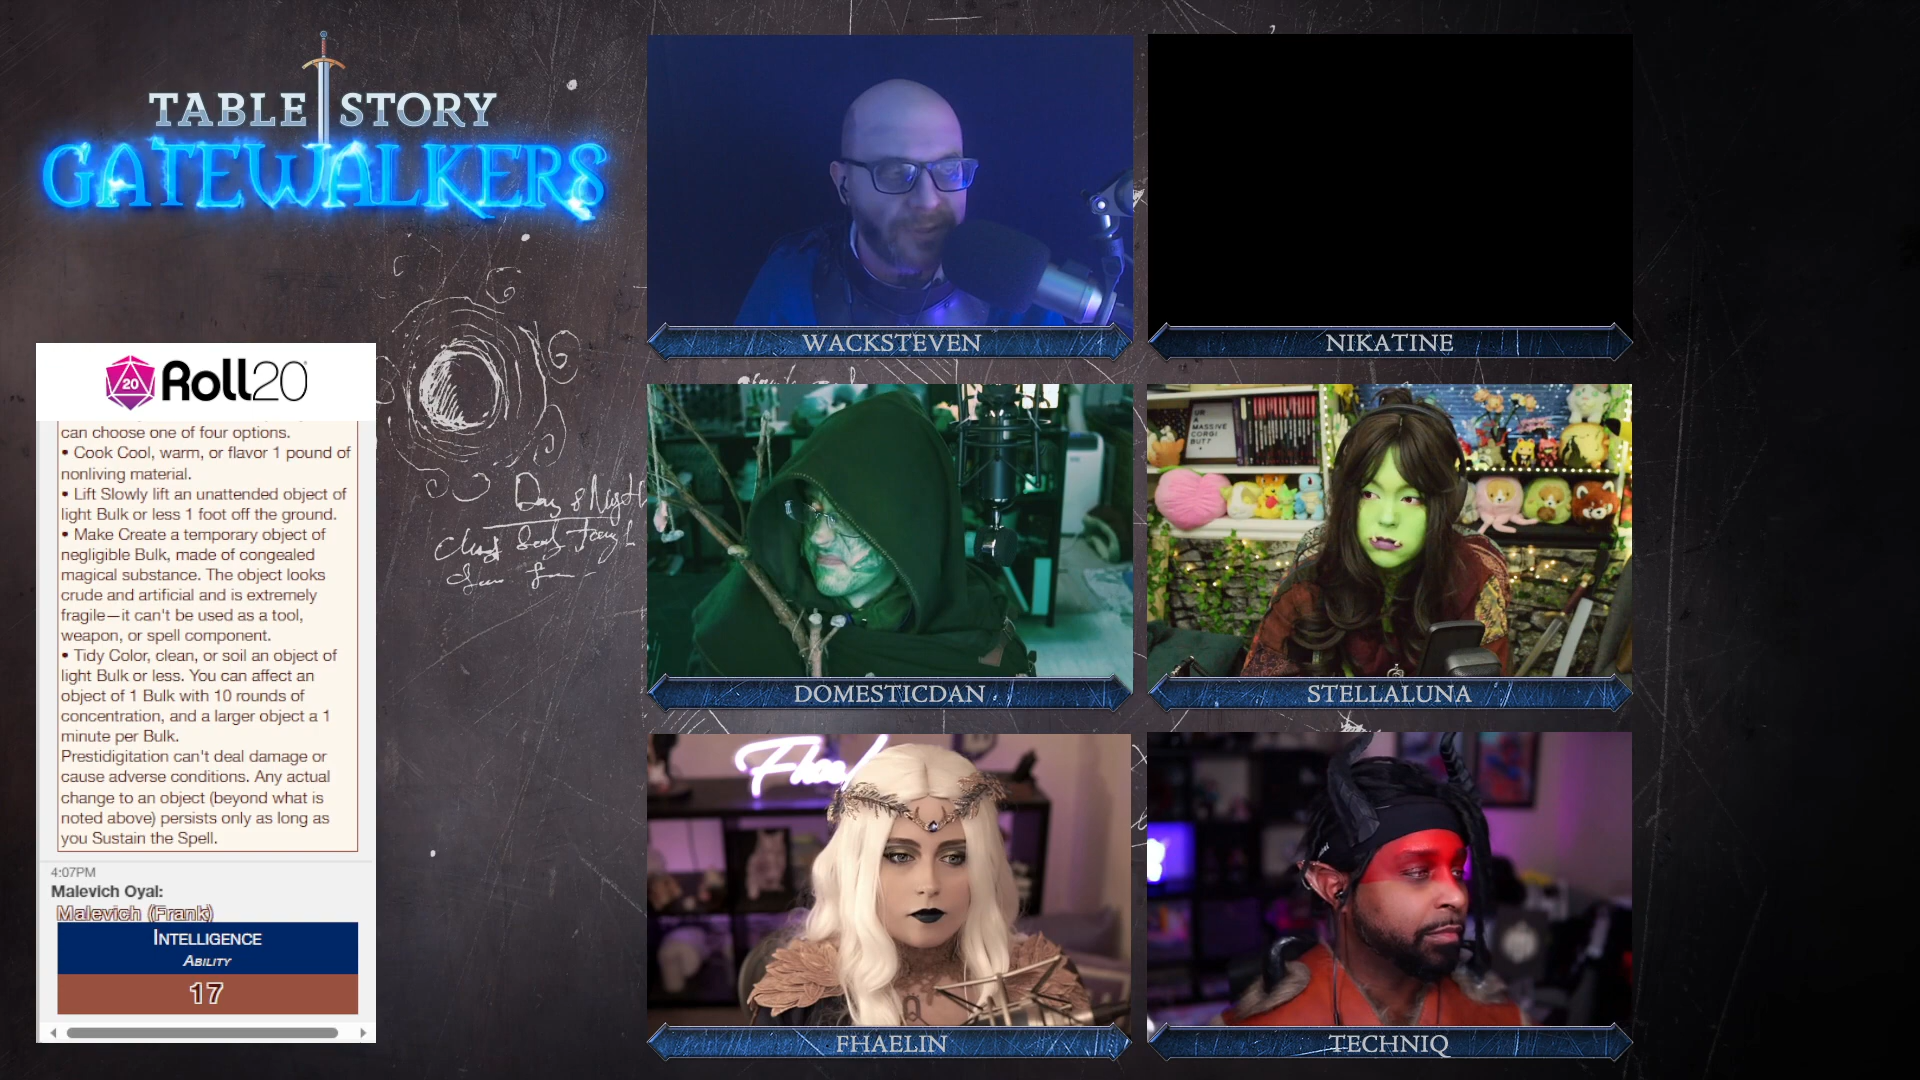 TABLE STORY
GATEWALKERS
Roll20
can choose one of four options.
• Cook Cool, warm, or flavor 1 pound of
nonliving material.
• Lift Slowly lift an unattended object of
light Bulk or less 1 foot off the ground.
• Make Create a temporary object of
negligible Bulk, made of congealed
magical substance. The object looks
crude and artificial and is extremely
fragile—it can't be used as a tool,
weapon, or spell component.
• Tidy Color, clean, or soil an object of
light Bulk or less. You can affect an
object of 1 Bulk with 10 rounds of
concentration, and a larger object a 1
minute per Bulk.
Prestidigitation can't deal damage or
cause adverse conditions. Any actual
change to an object (beyond what is
noted above) persists only as long as
you Sustain the Spell.
4:07PM
Malevich Oyal:
Malevich (Frank)
INTELLIGENCE
ABILITY
17
Day & Night
WACKSTEVEN
NIKATINE
UR
A
MASSIVE
CORGI
BUTT
DOMESTICDAN
STELLALUNA
Fhael
FHAELIN
TECHNIQ